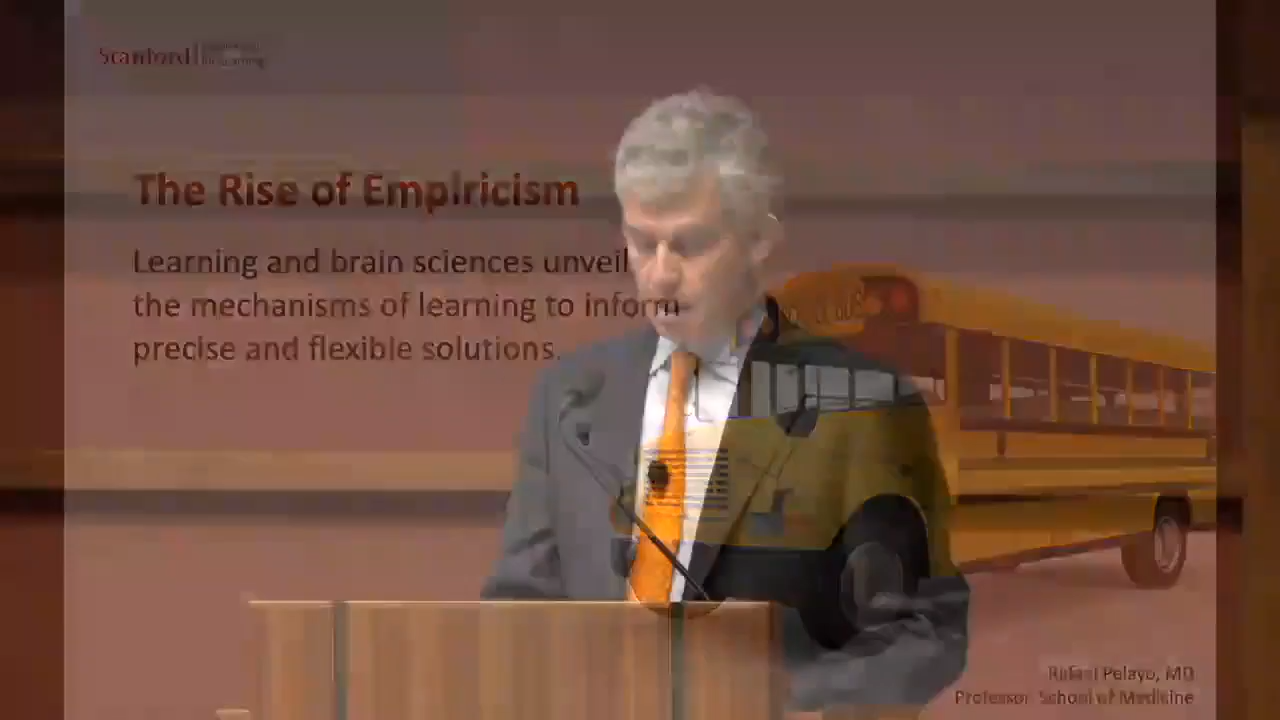 Stanford
The Rise of Empiricism
Learning and brain sciences unveil
the mechanisms of learning to inform
precise and flexible solutions.
Rafael Pelayo, MD
Professor School of Medicine